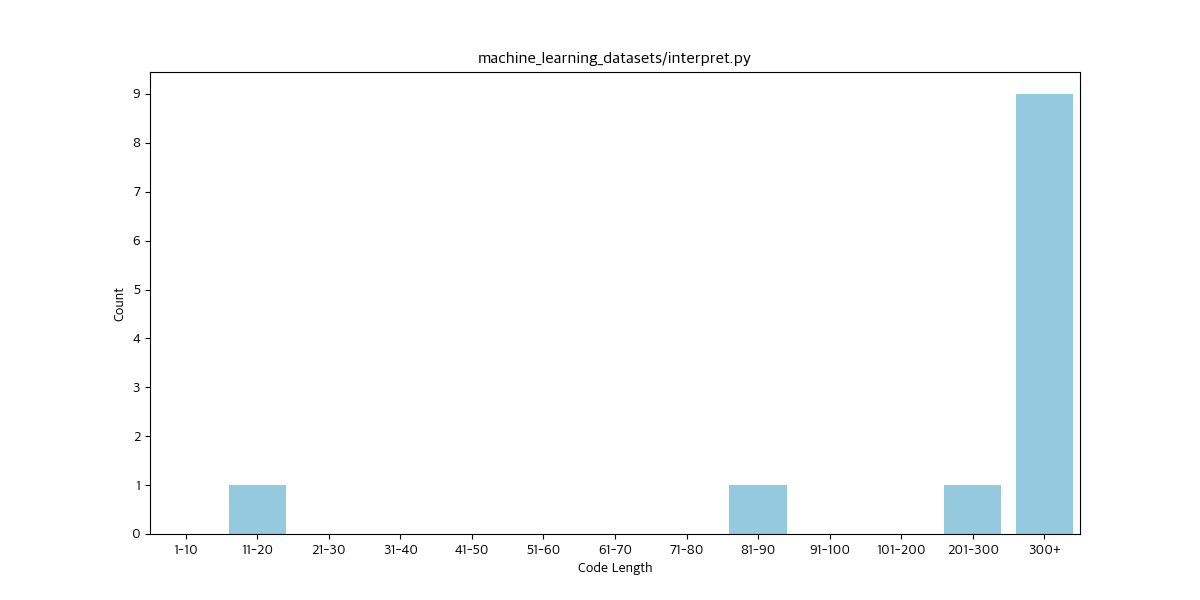 machine_learning_datasets/interpret.py
9
8
7
6
5
4
3
2
1
0
Count
1-10 11-20 21-30 31-40 41-50 51-60 61-70 71-80 81-90 91-100 101-200 201-300 300+
Code Length